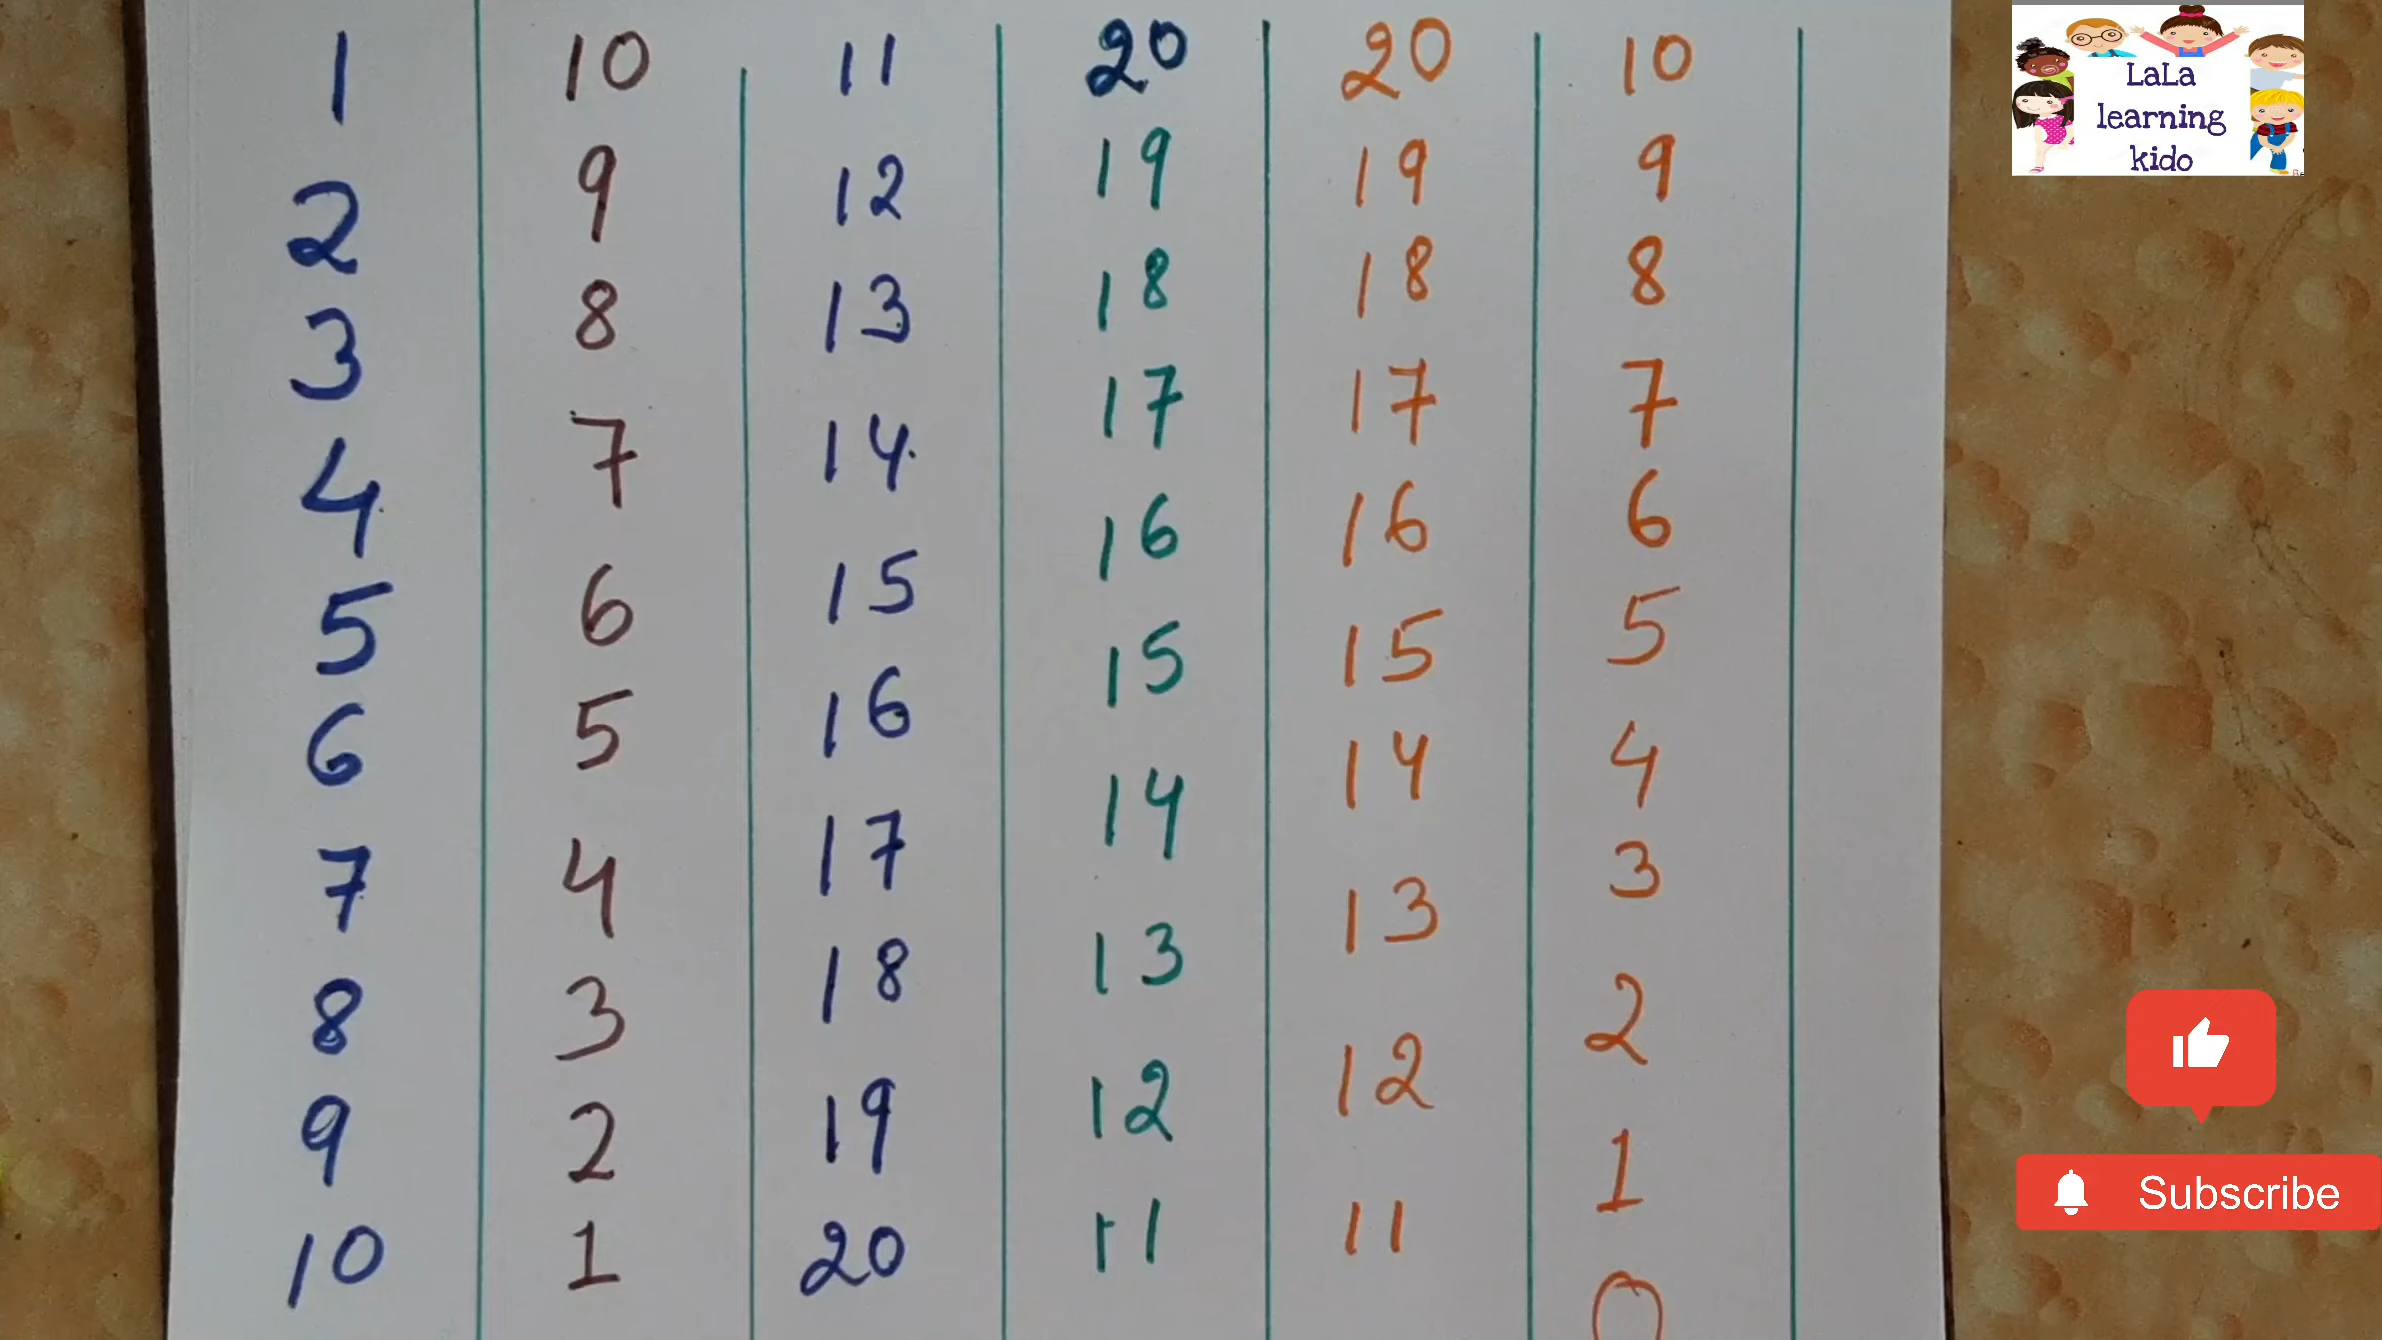 1 10 11 20 20 10
2 9 12 19 19 9
3 8 13 18 18 8
4 7 14 17 17 7
5 6 15 16 16 6
6 5 16 15 15 5
7 4 17 14 14 4
8 3 18 13 13 3
9 2 19 12 12 2
10 1 20 11 11 1
0
LaLa
learning
kido
Subscribe